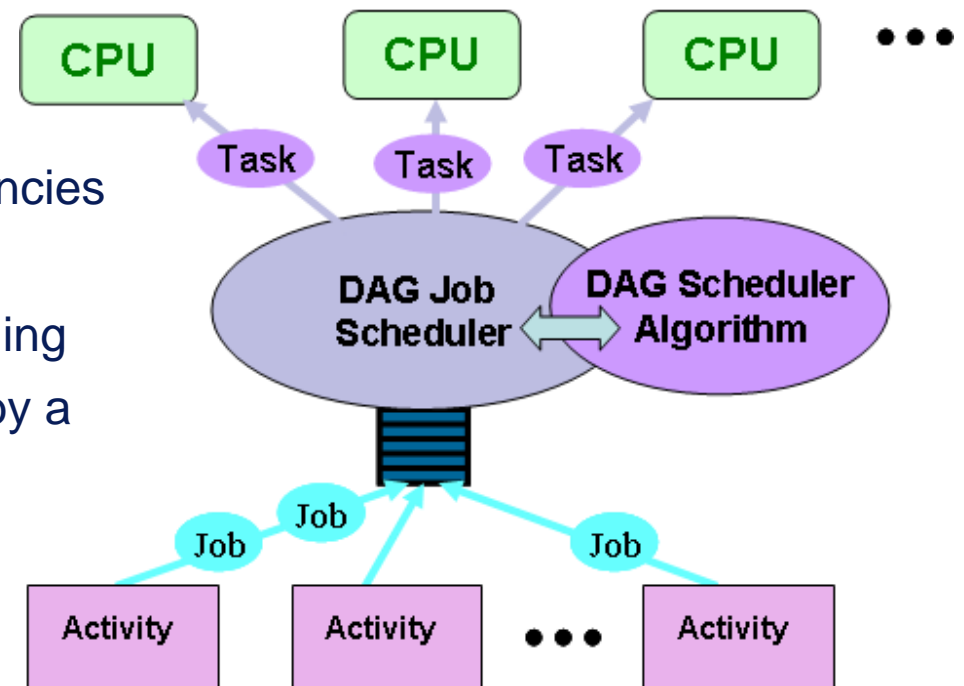 CPU CPU CPU •••
Task Task Task
ncies
DAG Job
Scheduler
DAG Scheduler
Algorithm
ing
by a
Job Job Job
Activity Activity ••• Activity